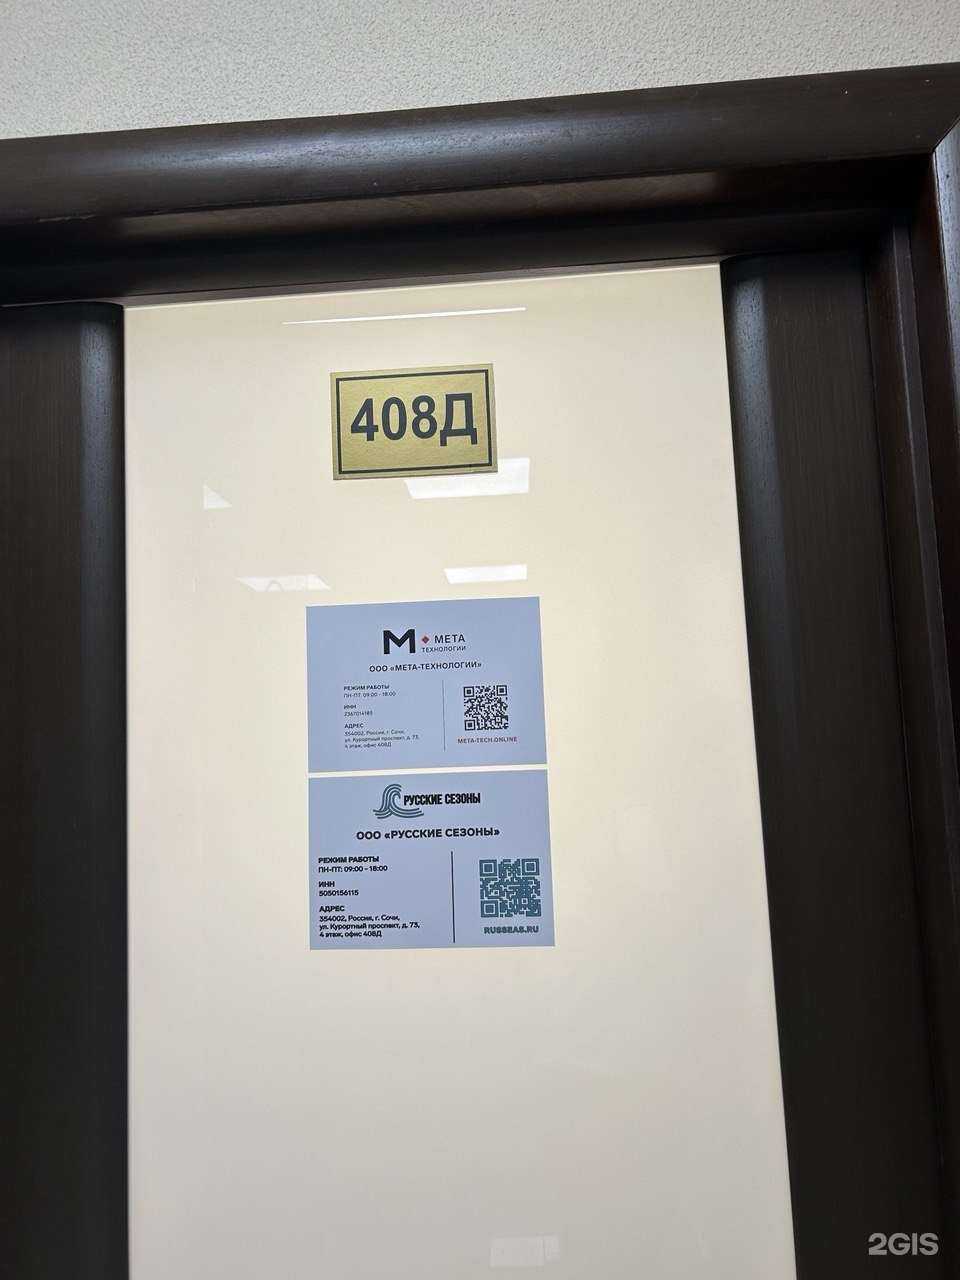 408Д
М МЕТА
ТЕХНОЛОГИИ
ООО «МЕТА-ТЕХНОЛОГИИ»
РЕЖИМ РАБОТЫ
ПН-ПТ: 09:00 - 18:00
ИНН
2367014185
АДРЕС
354002, Россия, г. Сочи,
ул. Курортный проспект, д. 73,
4 этаж, офис 408Д
META-TECH.ONLINE
РУССКИЕ СЕЗОНЫ
ООО «РУССКИЕ СЕЗОНЫ»
РЕЖИМ РАБОТЫ
ПН-ПТ: 09:00 - 18:00
ИНН
5050156115
АДРЕС
354002, Россия, г. Сочи,
ул. Курортный проспект, д. 73,
4 этаж, офис 408Д
RUSSEAS.RU
2GIS